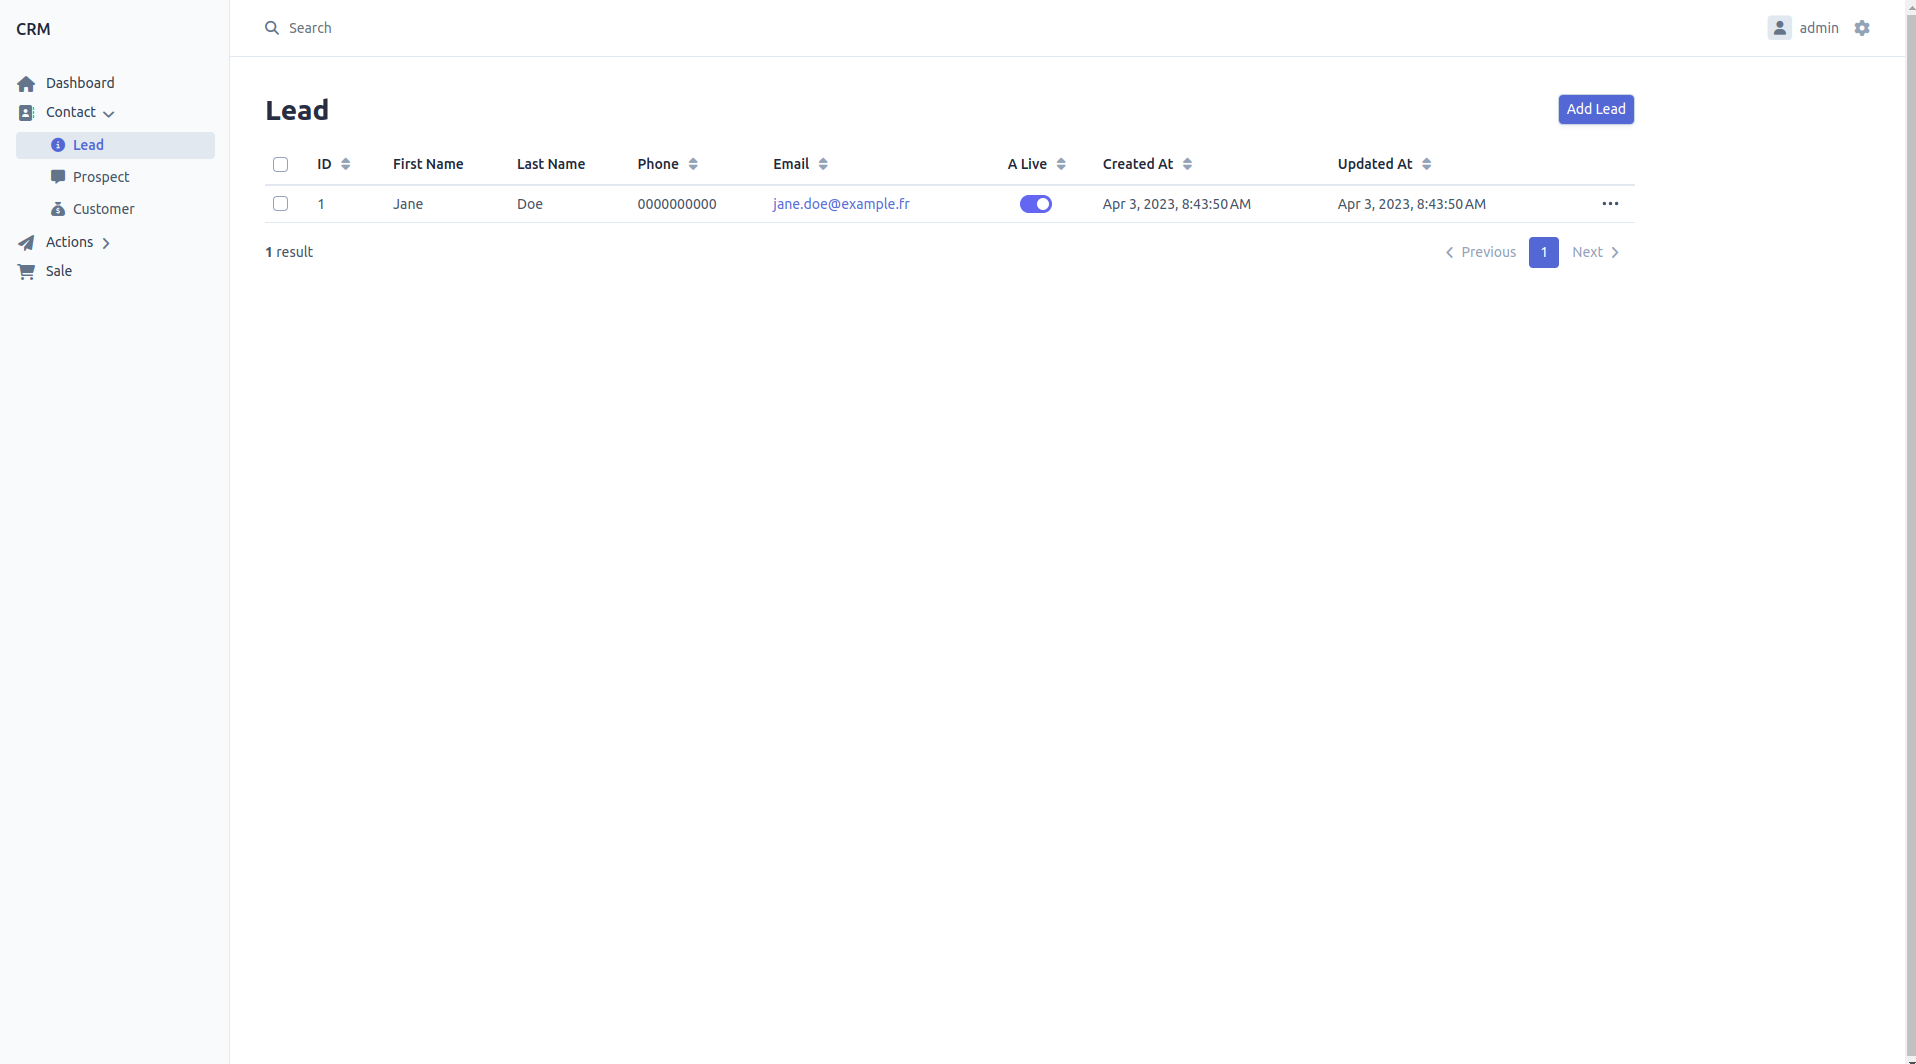 CRM
Search
admin
Dashboard
Contact
Lead
Prospect
Customer
Actions
Sale
Lead
Add Lead
ID First Name Last Name Phone Email A Live Created At Updated At
1 Jane Doe 0000000000 jane.doe@example.fr Apr 3, 2023, 8:43:50 AM Apr 3, 2023, 8:43:50 AM
1 result
Previous 1 Next